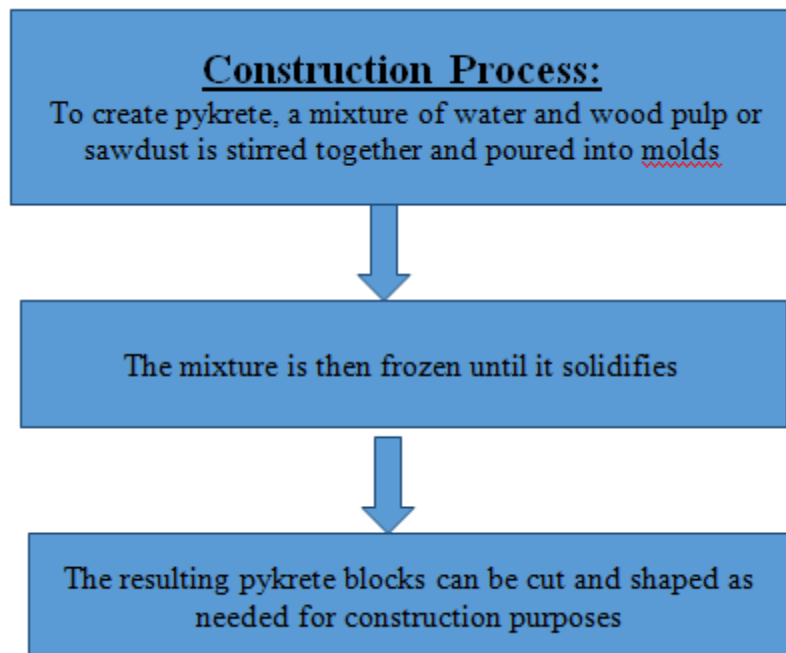 Construction Process:
To create pykrete, a mixture of water and wood pulp or
sawdust is stirred together and poured into molds
The mixture is then frozen until it solidifies
The resulting pykrete blocks can be cut and shaped as
needed for construction purposes